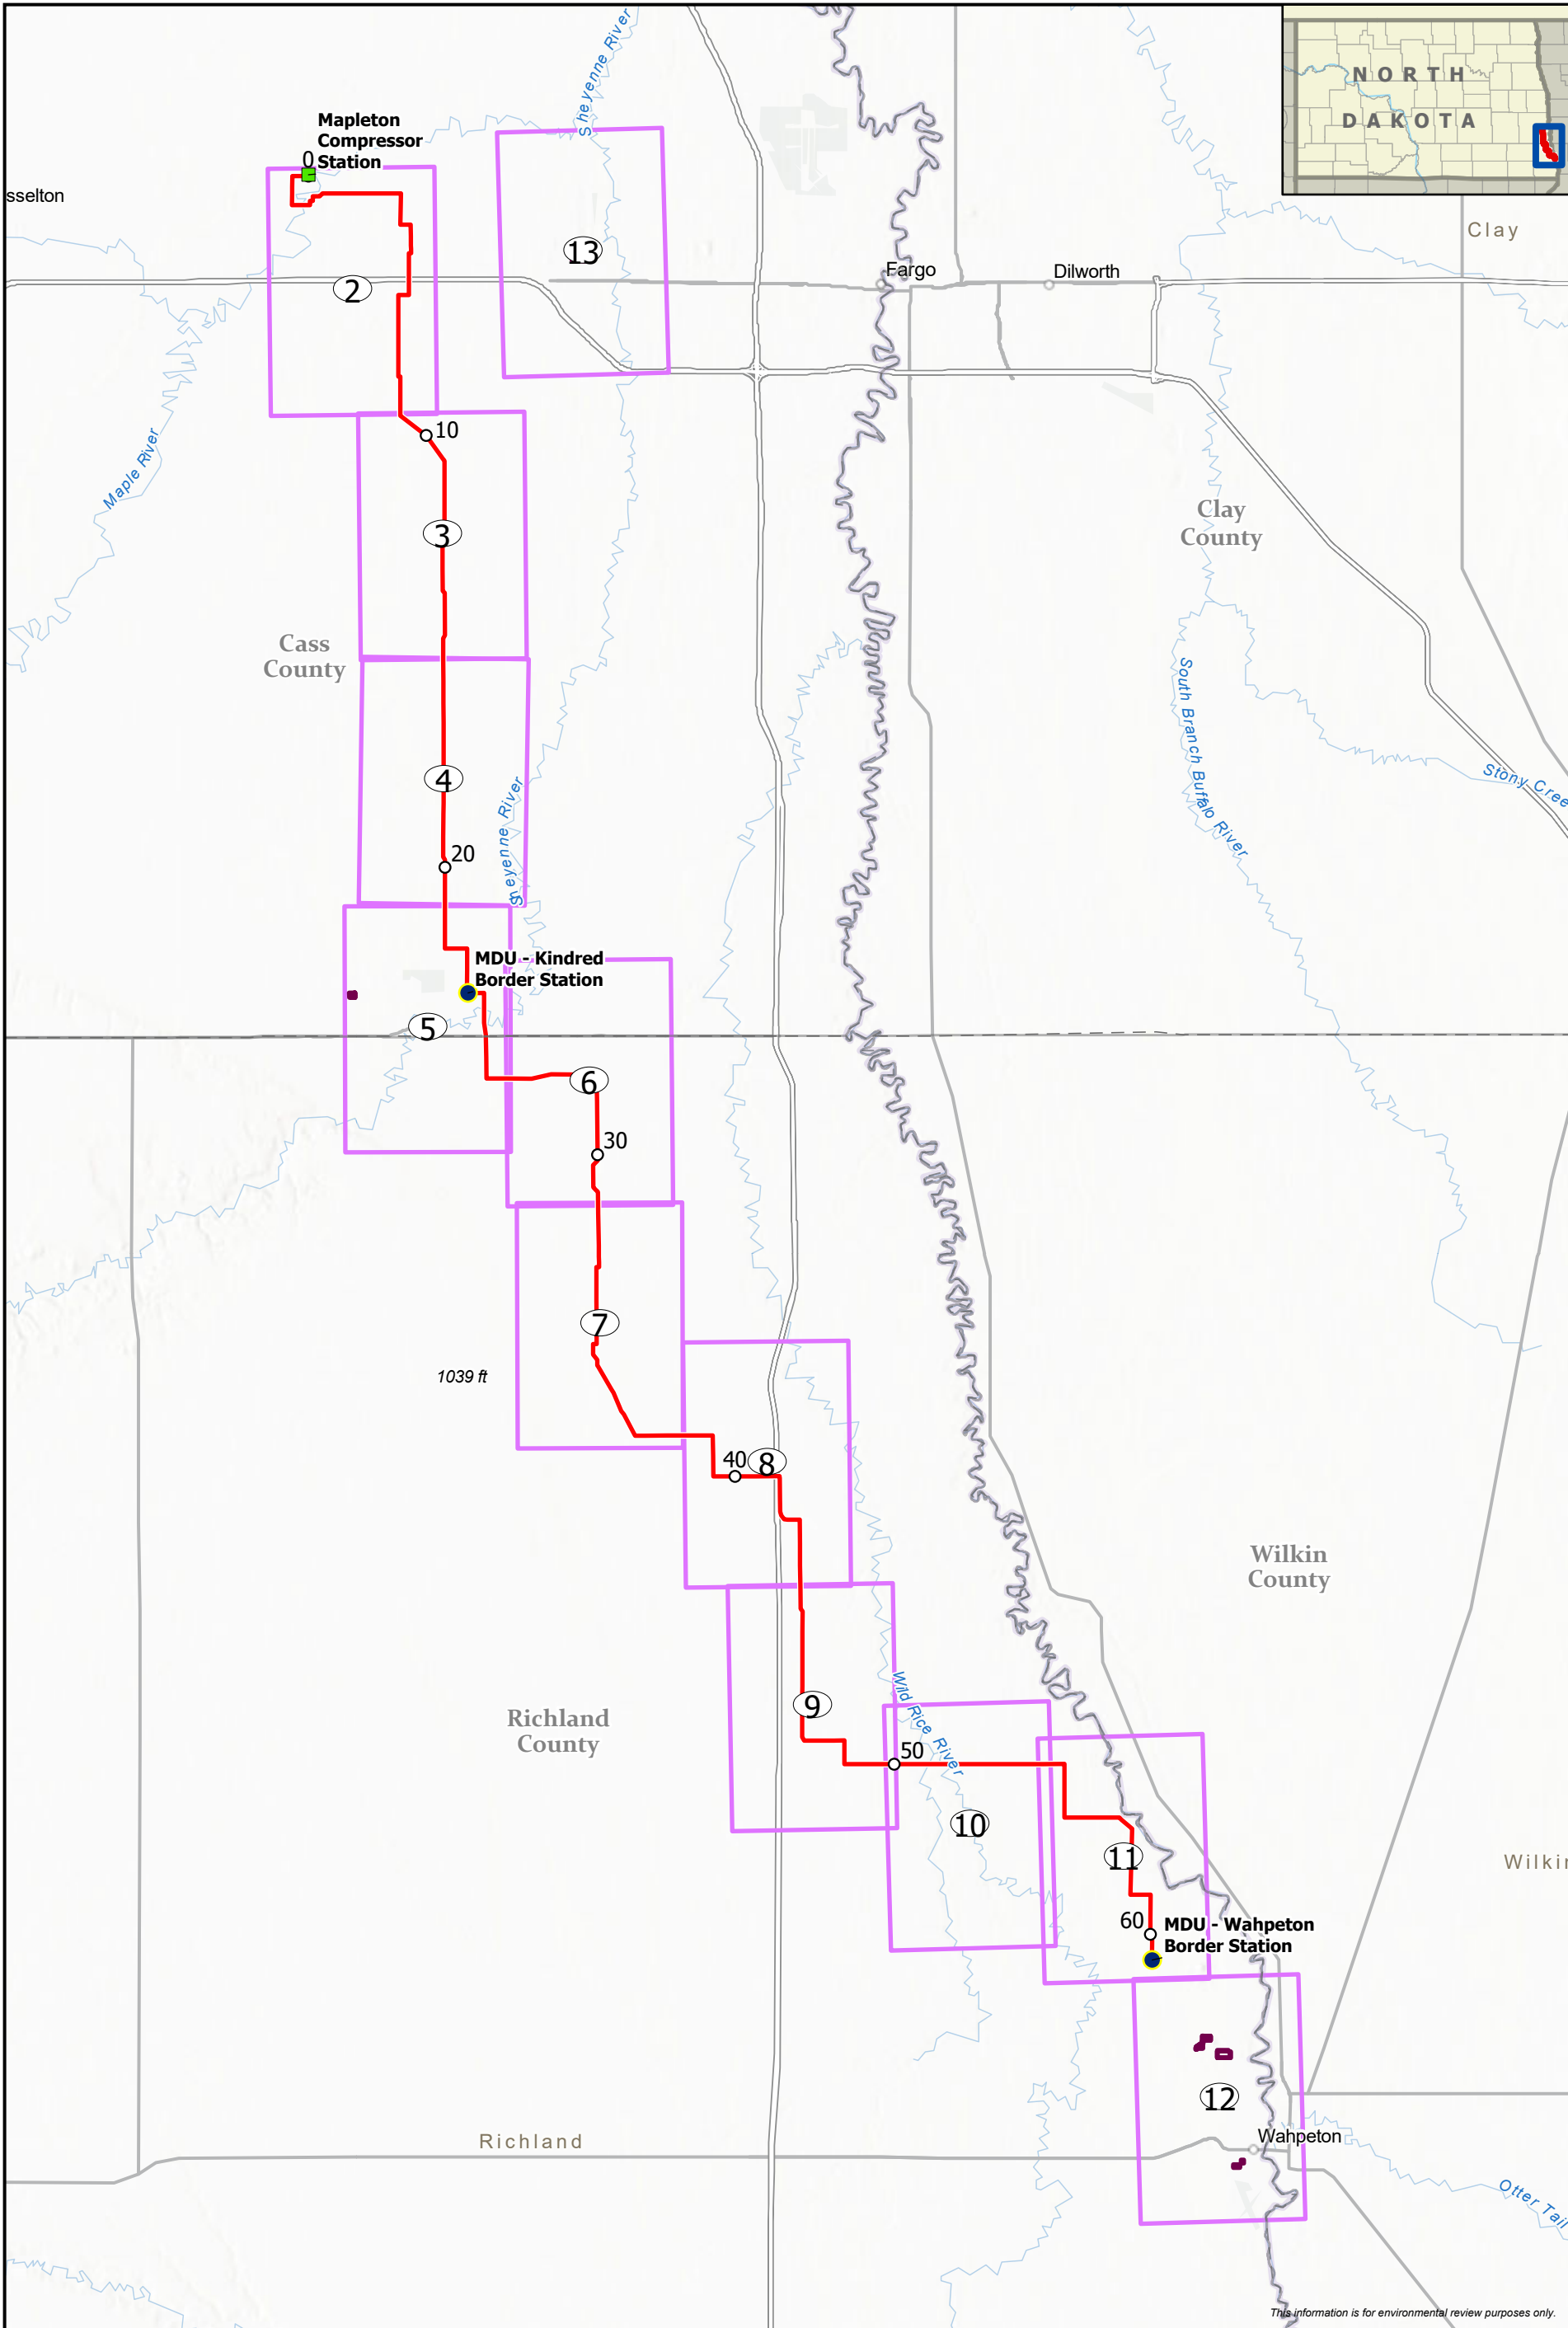 Sheyenne River
NORTH
DAKOTA
Mapleton
Compressor
Station
0
sselton
13
Clay
2
Fargo
Dilworth
10
Maple River
3
Clay
County
Cass
County
South Branch Buffalo River
4
Stony Cree
20
Sheyenne River
MDU - Kindred
Border Station
5
6
30
7
1039 ft
40
8
Wilkin
County
Wild Rice River
9
Richland
County
50
10
11
Wilkin
60
MDU - Wahpeton
Border Station
12
Wahpeton
Richland
Otter Tail
This information is for environmental review purposes only.